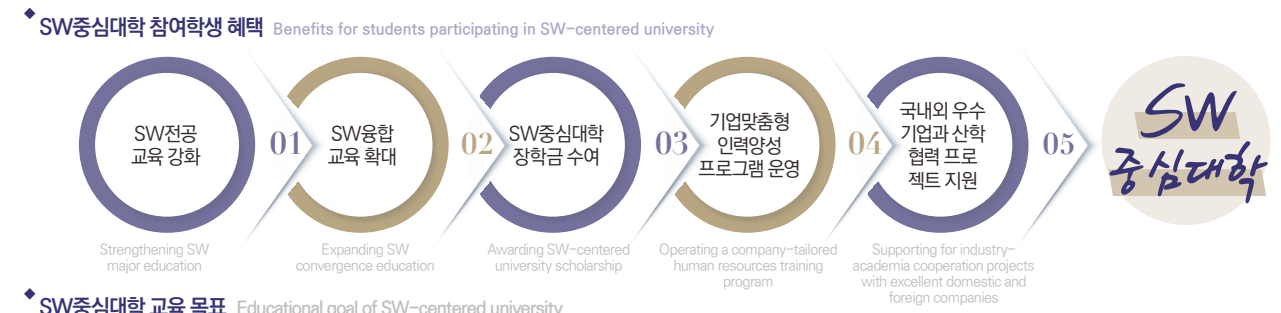 SW중심대학 참여학생 혜택 Benefits for students participating in SW-centered university
SW전공
교육 강화
01
SW융합
교육 확대
02
SW중심대학
장학금 수여
03
기업맞춤형
인력양성
프로그램 운영
04
국내외 우수
기업과 산학
협력 프로
젝트 지원
05
SW
중심대학
Strengthening SW
major education
Expanding SW
convergence education
Awarding SW-centered
university scholarship
Operating a company-tailored
human resources training
program
Supporting for industry-
academia cooperation projects
with excellent domestic and
foreign companies
SW중심대학 교육 목표 Educational goal of SW-centered university